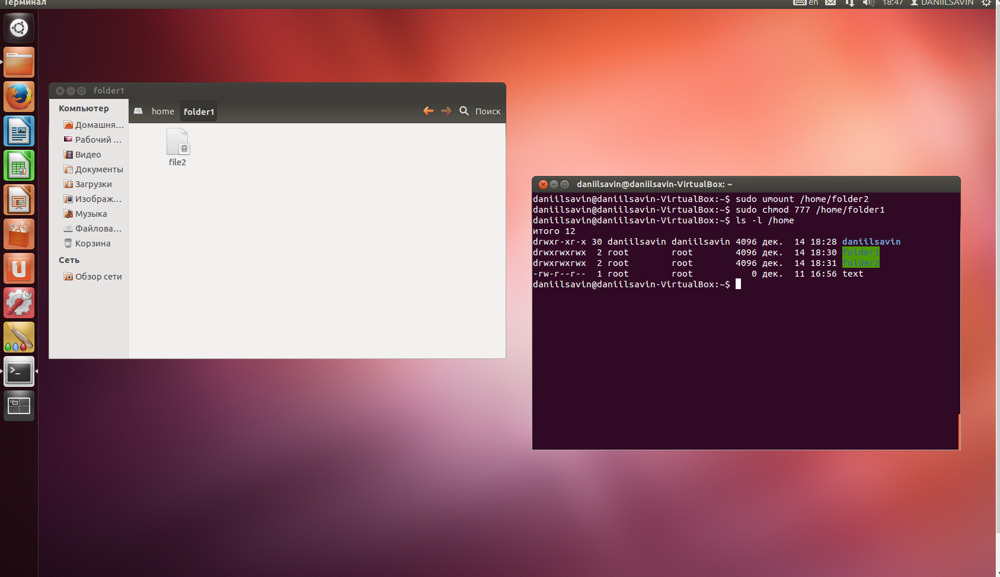 Терминал
en
18:47
DANIILSAVIN
folder1
Компьютер
Домашня...
Рабочий ...
Видео
Документы
Загрузки
Изображ...
Музыка
Файлова...
Корзина
Сеть
Обзор сети
home
folder1
Поиск
file2
daniilsavin@daniilsavin-VirtualBox: ~
daniilsavin@daniilsavin-VirtualBox:~$ sudo umount /home/folder2
daniilsavin@daniilsavin-VirtualBox:~$ sudo chmod 777 /home/folder1
daniilsavin@daniilsavin-VirtualBox:~$ ls -l /home
итого 12
drwxr-xr-x 30 daniilsavin daniilsavin 4096 дек.  14 18:28 daniilsavin
drwxrwxrwx  2 root        root        4096 дек.  14 18:30 folder1
drwxrwxrwx  2 root        root        4096 дек.  14 18:31 folder2
-rw-r--r--  1 root        root           0 дек.  11 16:56 text
daniilsavin@daniilsavin-VirtualBox:~$